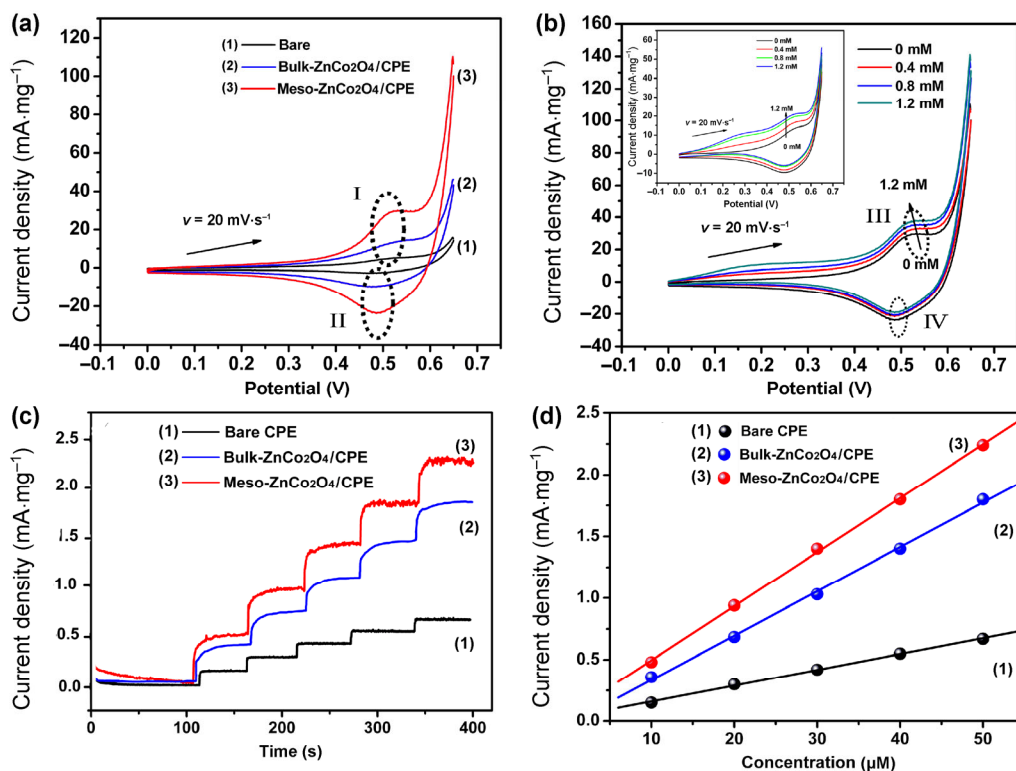 (a)
Current density (mA·mg⁻¹)
120
100
80
60
40
20
0
−20
−40
(1) Bare
(2) Bulk-ZnCo₂O₄/CPE
(3) Meso-ZnCo₂O₄/CPE
(3)
(2)
(1)
I
II
v = 20 mV·s⁻¹
−0.1 0.0 0.1 0.2 0.3 0.4 0.5 0.6 0.7
Potential (V)
(b)
Current density (mA·mg⁻¹)
160
140
120
100
80
60
40
20
0
−20
−40
Current density (mA·mg⁻¹)
60
50
40
30
20
10
0
−10
0 mM
0.4 mM
0.8 mM
1.2 mM
1.2 mM
v = 20 mV·s⁻¹
0 mM
0.0 0.1 0.2 0.3 0.4 0.5 0.6 0.7
Potential (V)
0 mM
0.4 mM
0.8 mM
1.2 mM
1.2 mM
III
v = 20 mV·s⁻¹
0 mM
IV
−0.1 0.0 0.1 0.2 0.3 0.4 0.5 0.6 0.7
Potential (V)
(c)
Current density (mA·mg⁻¹)
2.5
2.0
1.5
1.0
0.5
0.0
(1) Bare CPE
(2) Bulk-ZnCo₂O₄/CPE
(3) Meso-ZnCo₂O₄/CPE
(3)
(2)
(1)
0 100 200 300 400
Time (s)
(d)
Current density (mA·mg⁻¹)
2.5
2.0
1.5
1.0
0.5
0.0
(1) Bare CPE
(2) Bulk-ZnCo₂O₄/CPE
(3) Meso-ZnCo₂O₄/CPE
(3)
(2)
(1)
10 20 30 40 50
Concentration (μM)